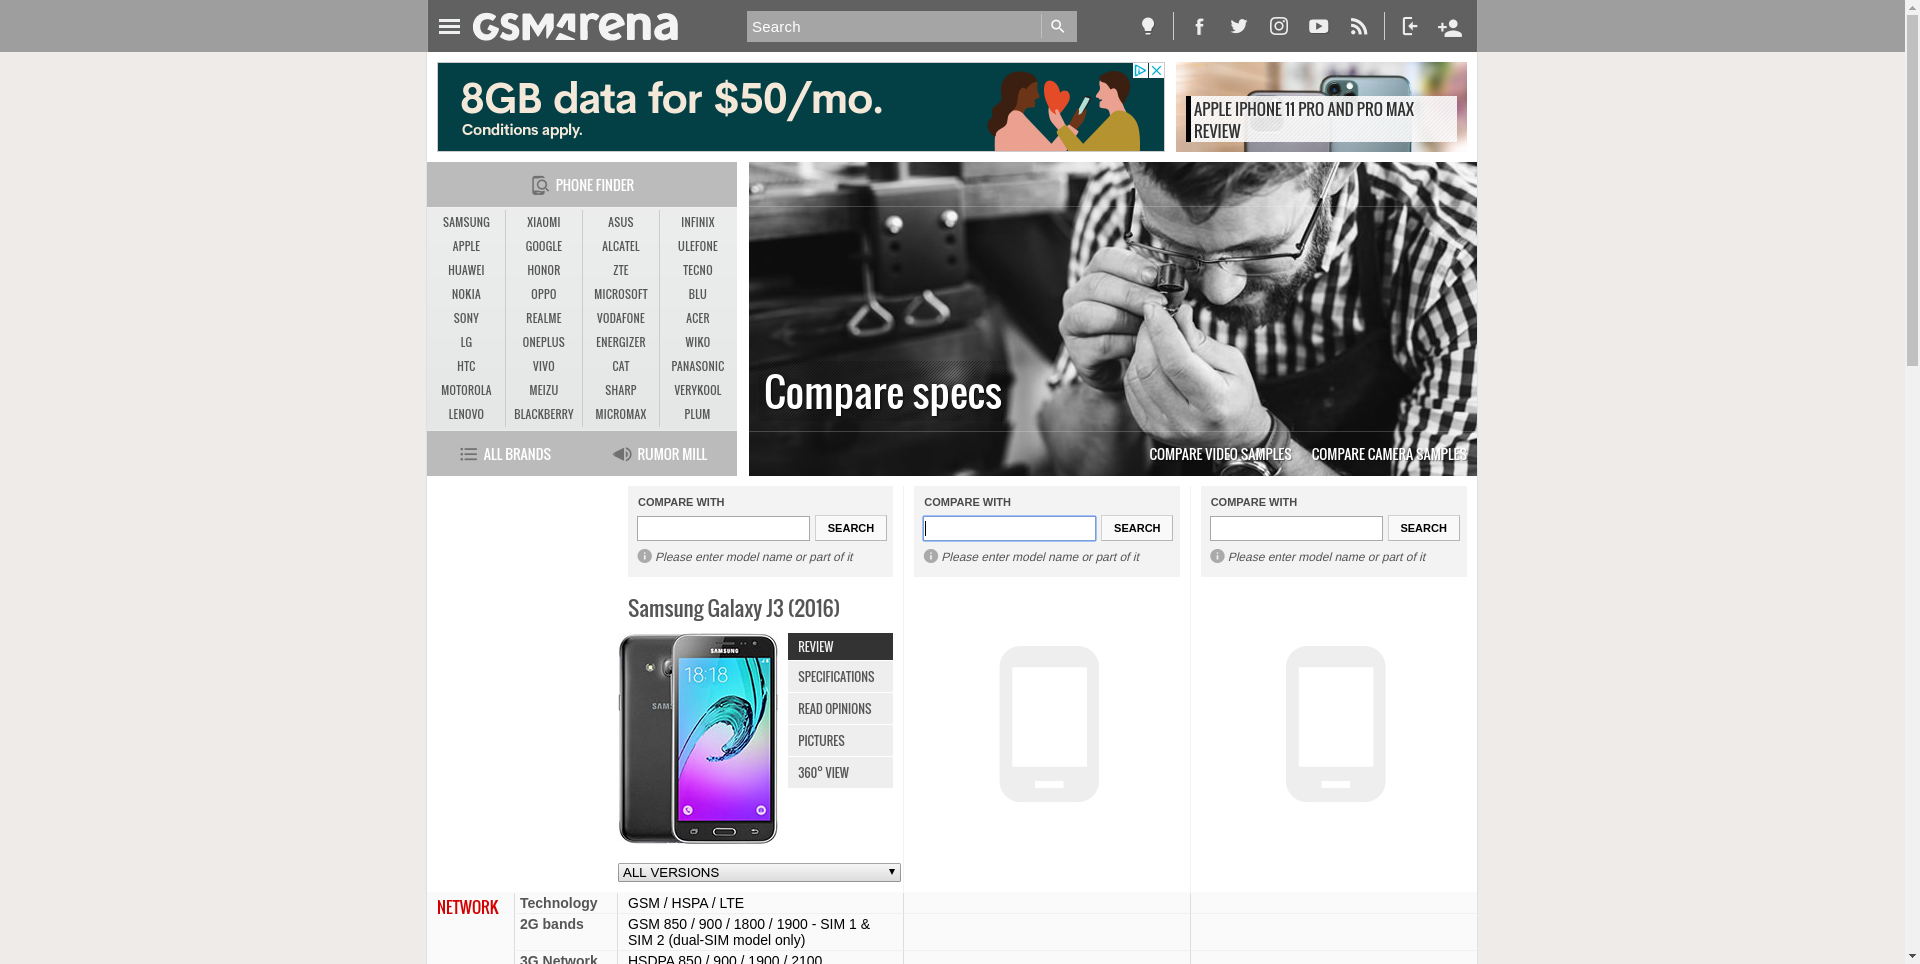 GSMArena
Search
8GB data for $50/mo.
Conditions apply.
APPLE IPHONE 11 PRO AND PRO MAX
REVIEW
PHONE FINDER
SAMSUNG XIAOMI ASUS INFINIX
APPLE GOOGLE ALCATEL ULEFONE
HUAWEI HONOR ZTE TECNO
NOKIA OPPO MICROSOFT BLU
SONY REALME VODAFONE ACER
LG ONEPLUS ENERGIZER WIKO
HTC VIVO CAT PANASONIC
MOTOROLA MEIZU SHARP VERYKOOL
LENOVO BLACKBERRY MICROMAX PLUM
ALL BRANDS RUMOR MILL
Compare specs
COMPARE VIDEO SAMPLES COMPARE CAMERA SAMPLES
COMPARE WITH COMPARE WITH COMPARE WITH
SEARCH SEARCH SEARCH
Please enter model name or part of it Please enter model name or part of it Please enter model name or part of it
Samsung Galaxy J3 (2016)
SAMSUNG
18:18
SAMS
REVIEW
SPECIFICATIONS
READ OPINIONS
PICTURES
360° VIEW
ALL VERSIONS
NETWORK Technology GSM / HSPA / LTE
2G bands GSM 850 / 900 / 1800 / 1900 - SIM 1 &
SIM 2 (dual-SIM model only)
3G Network HSDPA 850 / 900 / 1900 / 2100